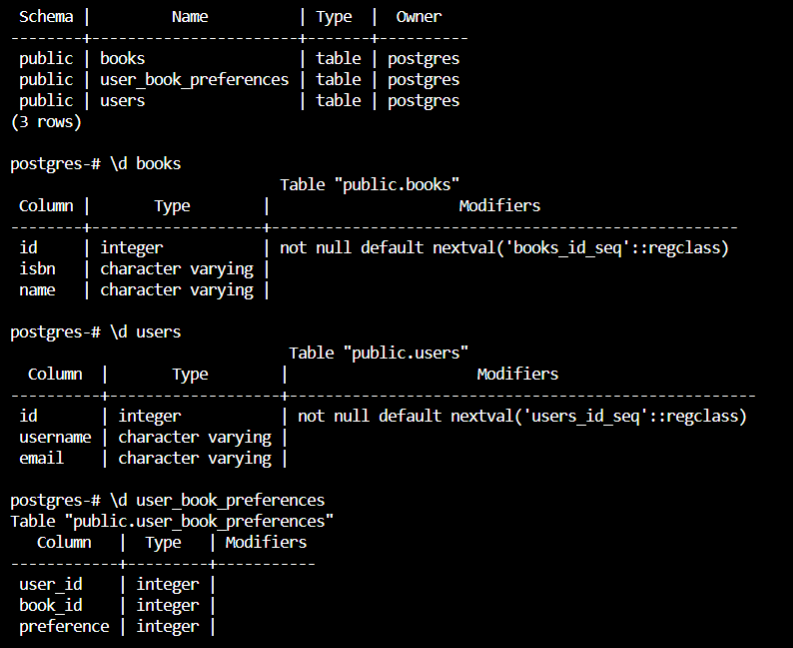 Schema |         Name          | Type  |  Owner
--------+-----------------------+-------+----------
 public | books                 | table | postgres
 public | user_book_preferences | table | postgres
 public | users                 | table | postgres
(3 rows)

postgres-# \d books
                              Table "public.books"
 Column |       Type        |                     Modifiers
--------+-------------------+----------------------------------------------------
 id     | integer           | not null default nextval('books_id_seq'::regclass)
 isbn   | character varying |
 name   | character varying |

postgres-# \d users
                               Table "public.users"
  Column  |       Type        |                     Modifiers
----------+-------------------+----------------------------------------------------
 id       | integer           | not null default nextval('users_id_seq'::regclass)
 username | character varying |
 email    | character varying |

postgres-# \d user_book_preferences
Table "public.user_book_preferences"
   Column   |  Type   | Modifiers
------------+---------+-----------
 user_id    | integer |
 book_id    | integer |
 preference | integer |